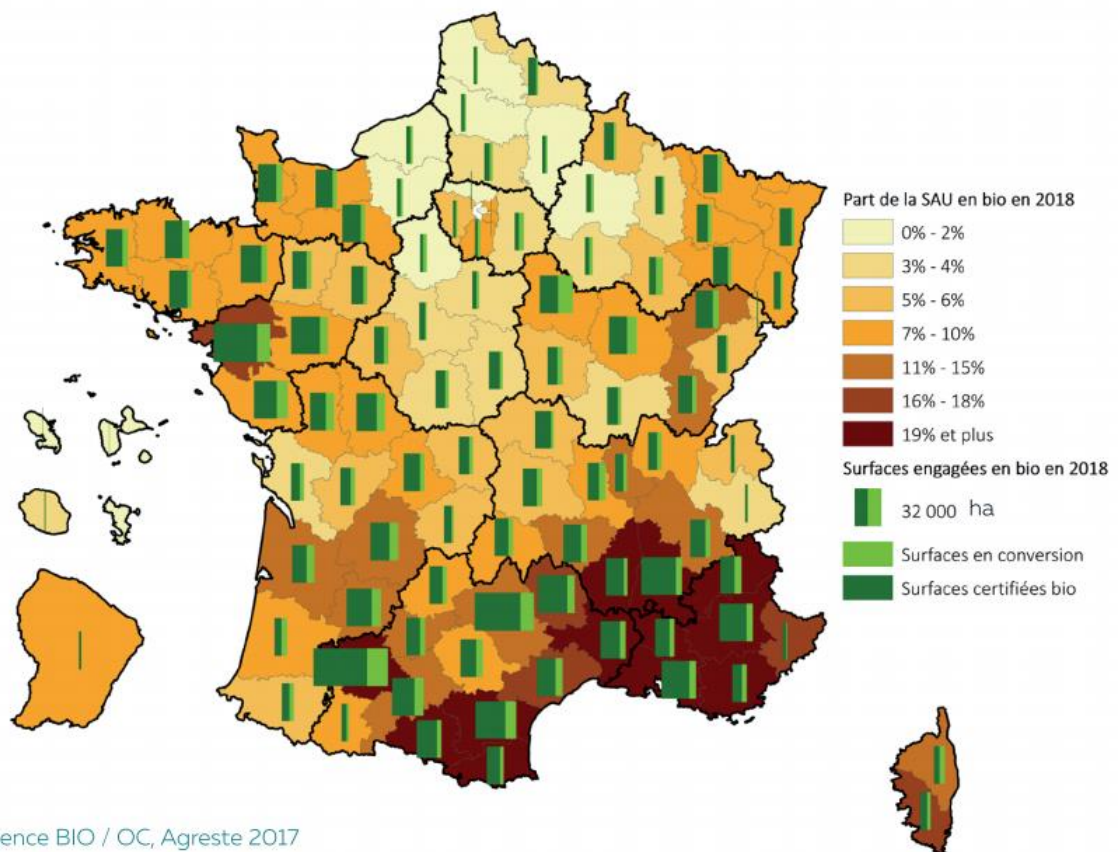 Part de la SAU en bio en 2018
0% - 2%
3% - 4%
5% - 6%
7% - 10%
11% - 15%
16% - 18%
19% et plus
Surfaces engagées en bio en 2018
32 000 ha
Surfaces en conversion
Surfaces certifiées bio
ence BIO / OC, Agreste 2017